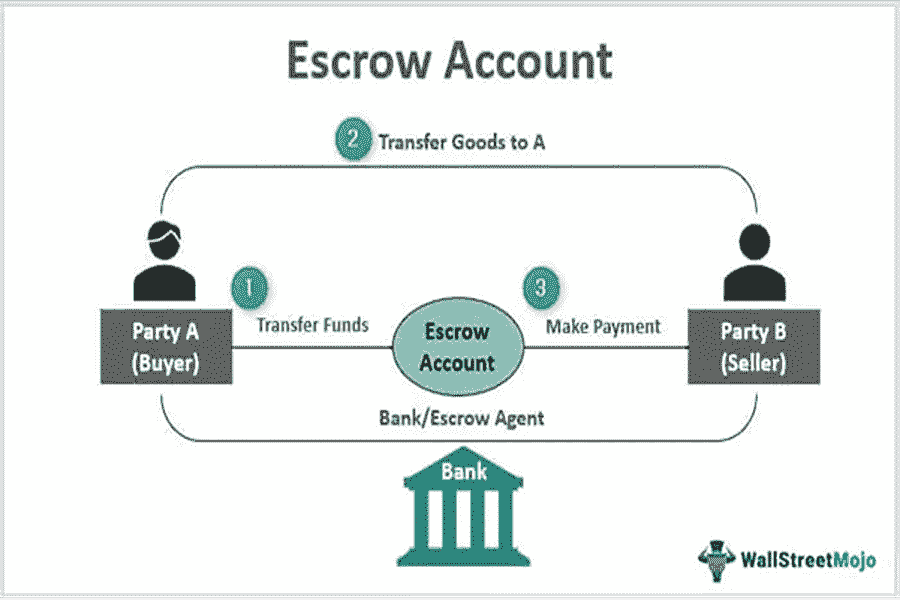 Escrow Account
2 Transfer Goods to A
1
3
Transfer Funds
Make Payment
Party A
(Buyer)
Escrow
Account
Party B
(Seller)
Bank/Escrow Agent
Bank
WallStreetMojo